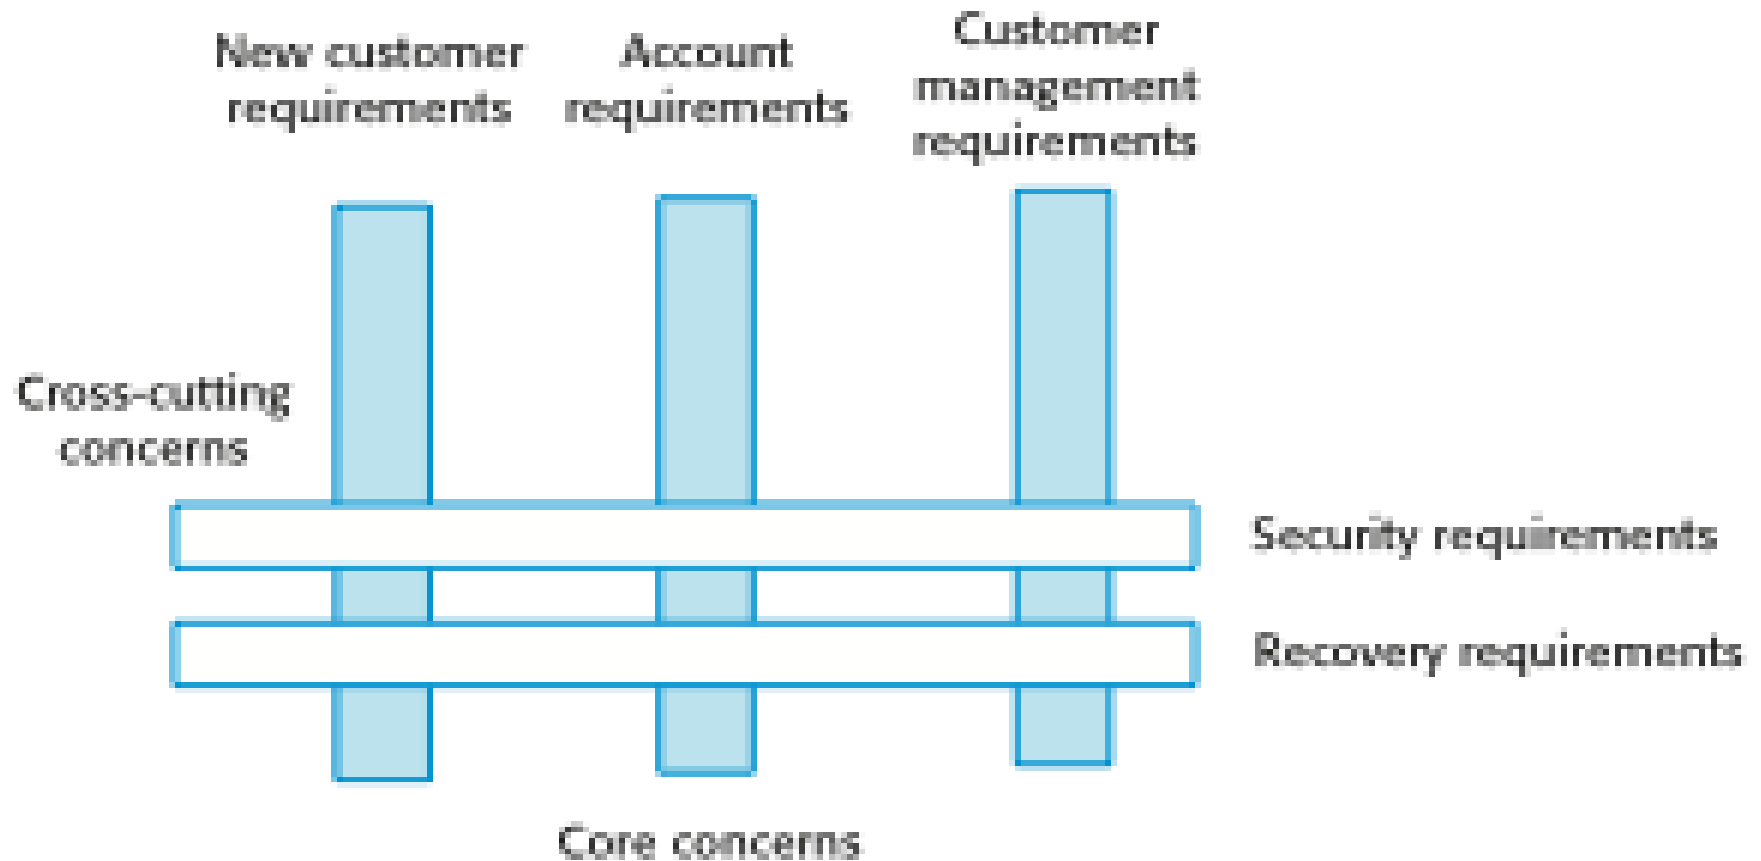 New customer
requirements
Account
requirements
Customer
management
requirements
Cross-cutting
concerns
Security requirements
Recovery requirements
Core concerns